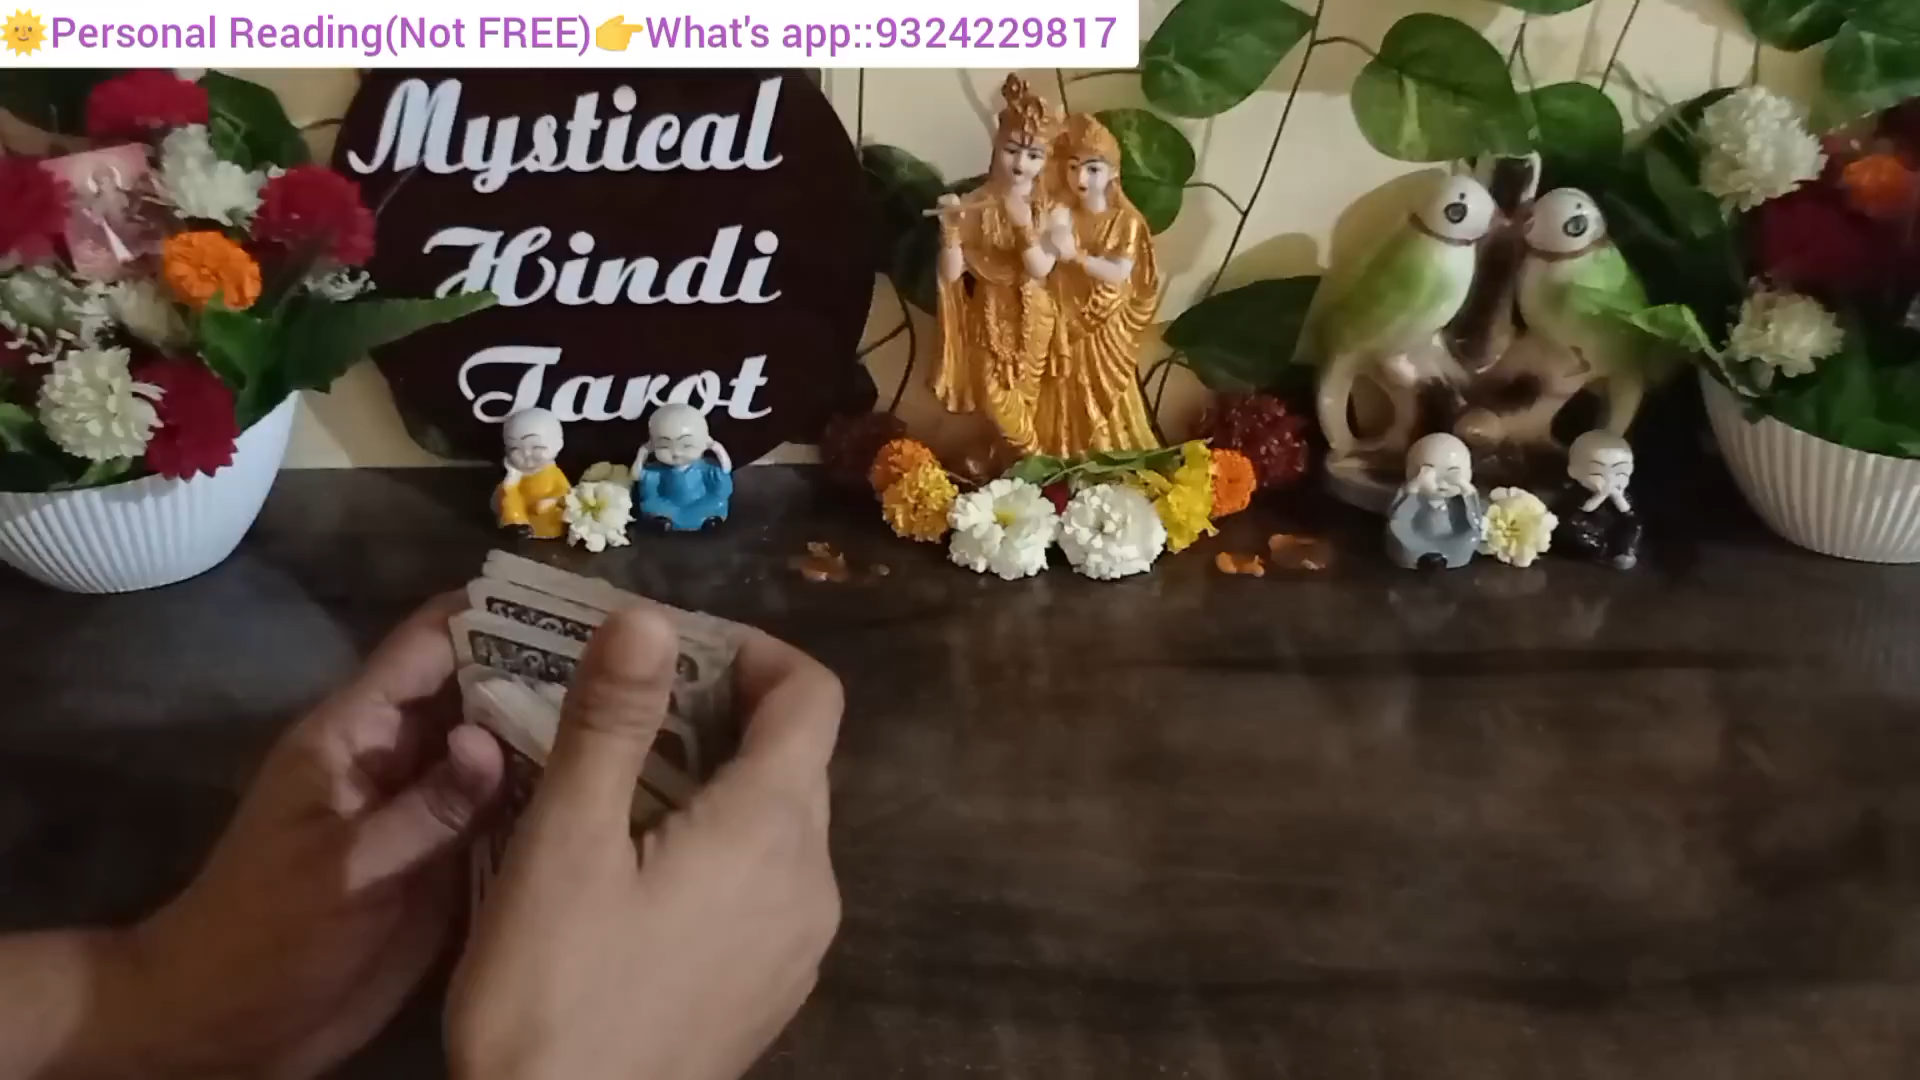 🌞Personal Reading(Not FREE)👉What's app::9324229817
Mystical
Hindi
Tarot